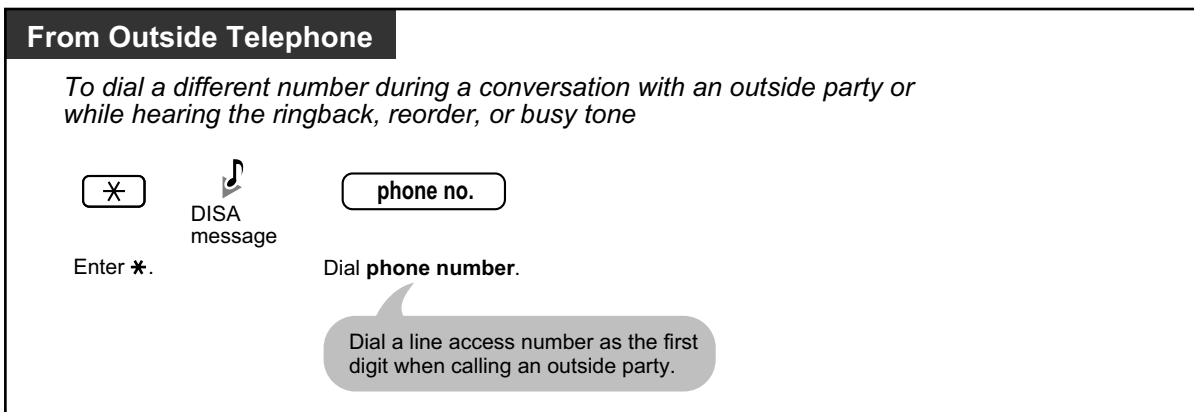 From Outside Telephone
To dial a different number during a conversation with an outside party or
while hearing the ringback, reorder, or busy tone
phone no.
DISA
message
Enter *.
Dial phone number.
Dial a line access number as the first
digit when calling an outside party.